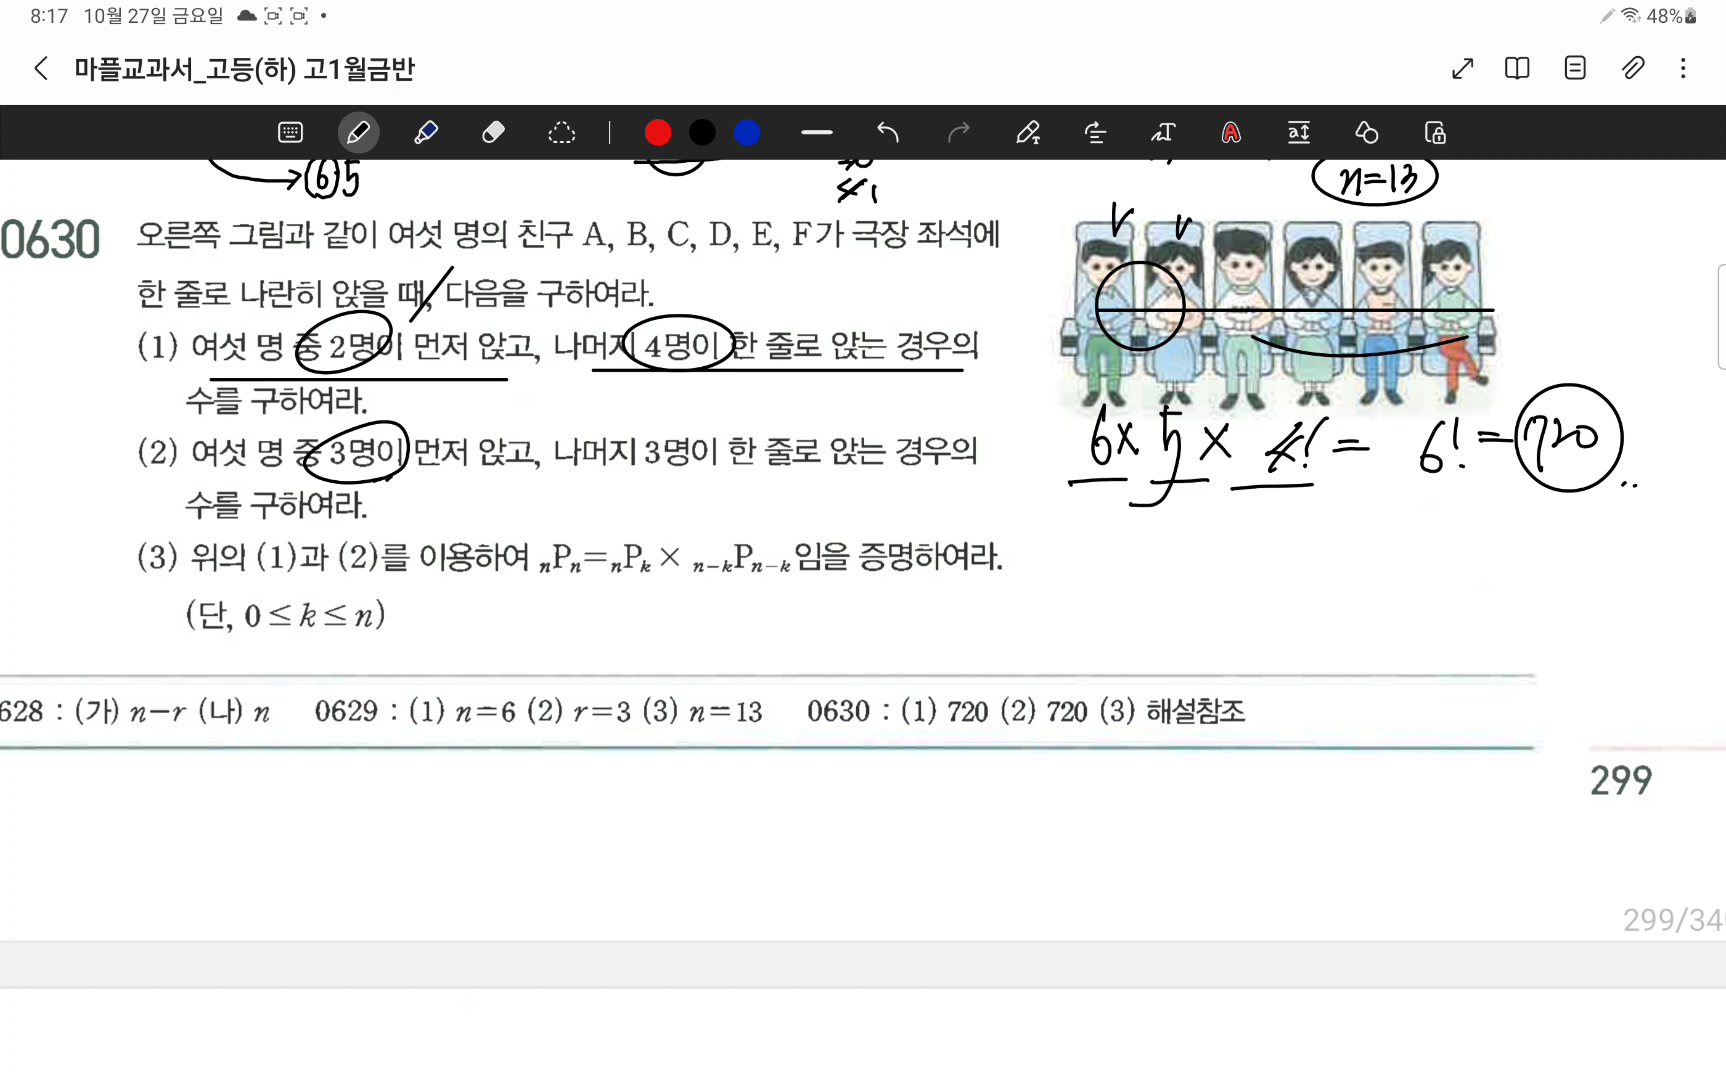 8:17 10월 27일 금요일
48%
마플교과서_고등(하) 고1월금반
⑥5
n=13
0630 오른쪽 그림과 같이 여섯 명의 친구 A, B, C, D, E, F가 극장 좌석에
한 줄로 나란히 앉을 때, 다음을 구하여라.
(1) 여섯 명 중 2명이 먼저 앉고, 나머지 4명이 한 줄로 앉는 경우의
수를 구하여라.
(2) 여섯 명 중 3명이 먼저 앉고, 나머지 3명이 한 줄로 앉는 경우의
수를 구하여라.
(3) 위의 (1)과 (2)를 이용하여 ₙPₙ=ₙPₖ × ₙ₋ₖPₙ₋ₖ임을 증명하여라.
(단, 0≤k≤n)
6×5×4!= 6!=720
628 : (가) n-r (나) n 0629 : (1) n=6 (2) r=3 (3) n=13 0630 : (1) 720 (2) 720 (3) 해설참조
299